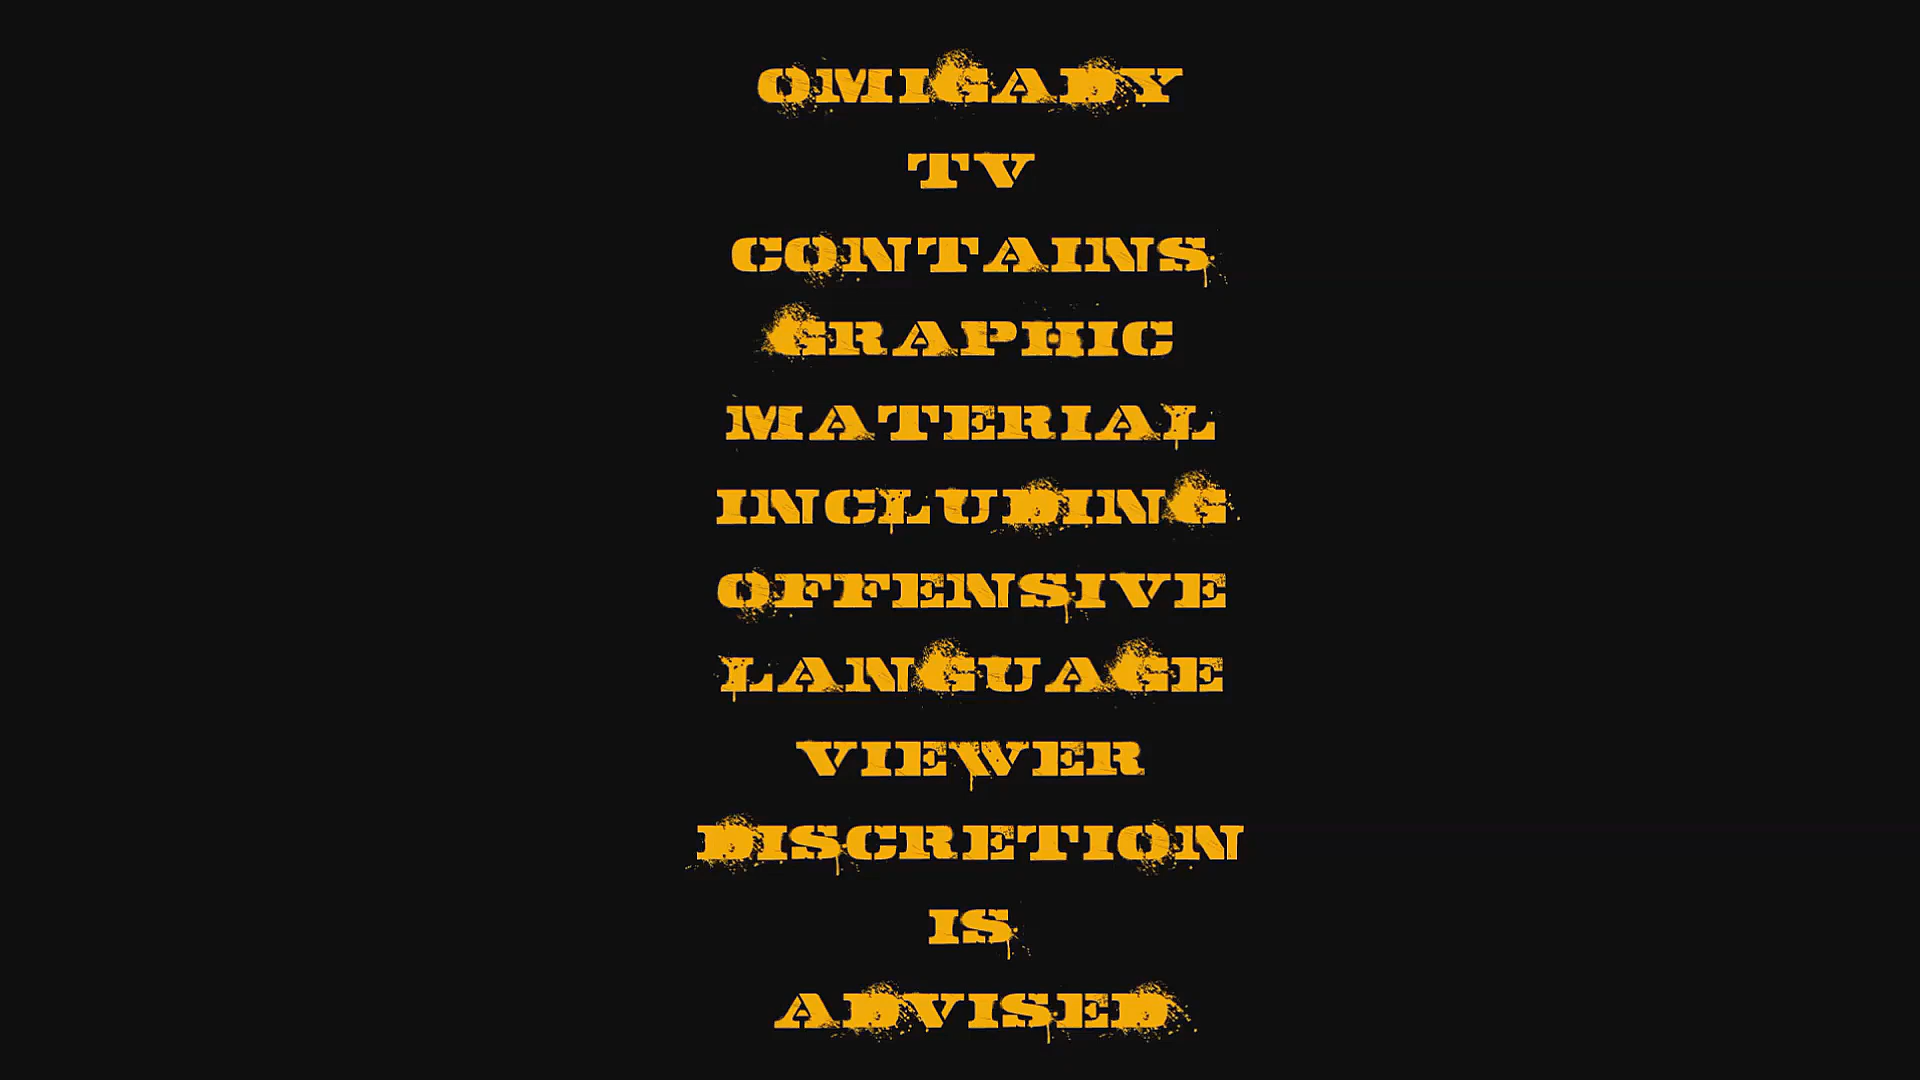 OMIGADY
TV
CONTAINS
GRAPHIC
MATERIAL
INCLUDING
OFFENSIVE
LANGUAGE
VIEWER
DISCRETION
IS
ADVISED